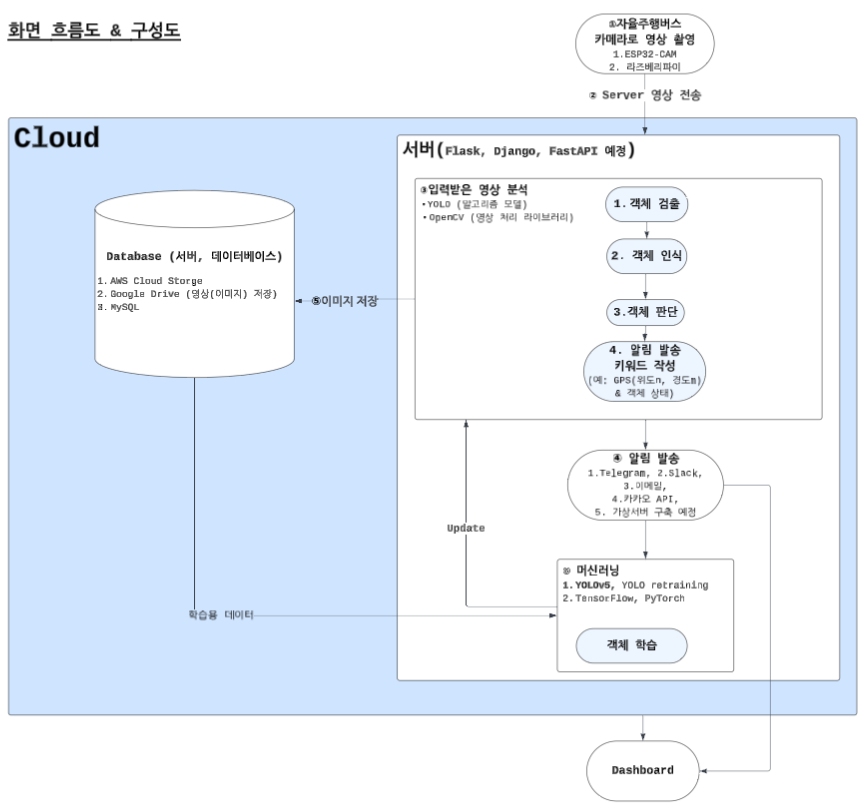 화면 흐름도 & 구성도
①자율주행버스
카메라로 영상 촬영
1.ESP32-CAM
2. 라즈베리파이
② Server 영상 전송
Cloud
서버(Flask, Django, FastAPI 예정)
③입력받은 영상 분석
•YOLO (알고리즘 모델)
•OpenCV (영상 처리 라이브러리)
1.객체 검출
2. 객체 인식
3.객체 판단
4. 알림 발송
키워드 작성
(예: GPS(위도n, 경도m)
& 객체 상태)
Database (서버, 데이터베이스)
1. AWS Cloud Storge
2. Google Drive (영상(이미지) 저장)
3. MySQL
⑤이미지 저장
④ 알림 발송
1.Telegram, 2.Slack,
3.이메일,
4.카카오 API,
5. 가상서버 구축 예정
Update
머신러닝
1.YOLOv5, YOLO retraining
2.TensorFlow, PyTorch
객체 학습
학습용 데이터
Dashboard